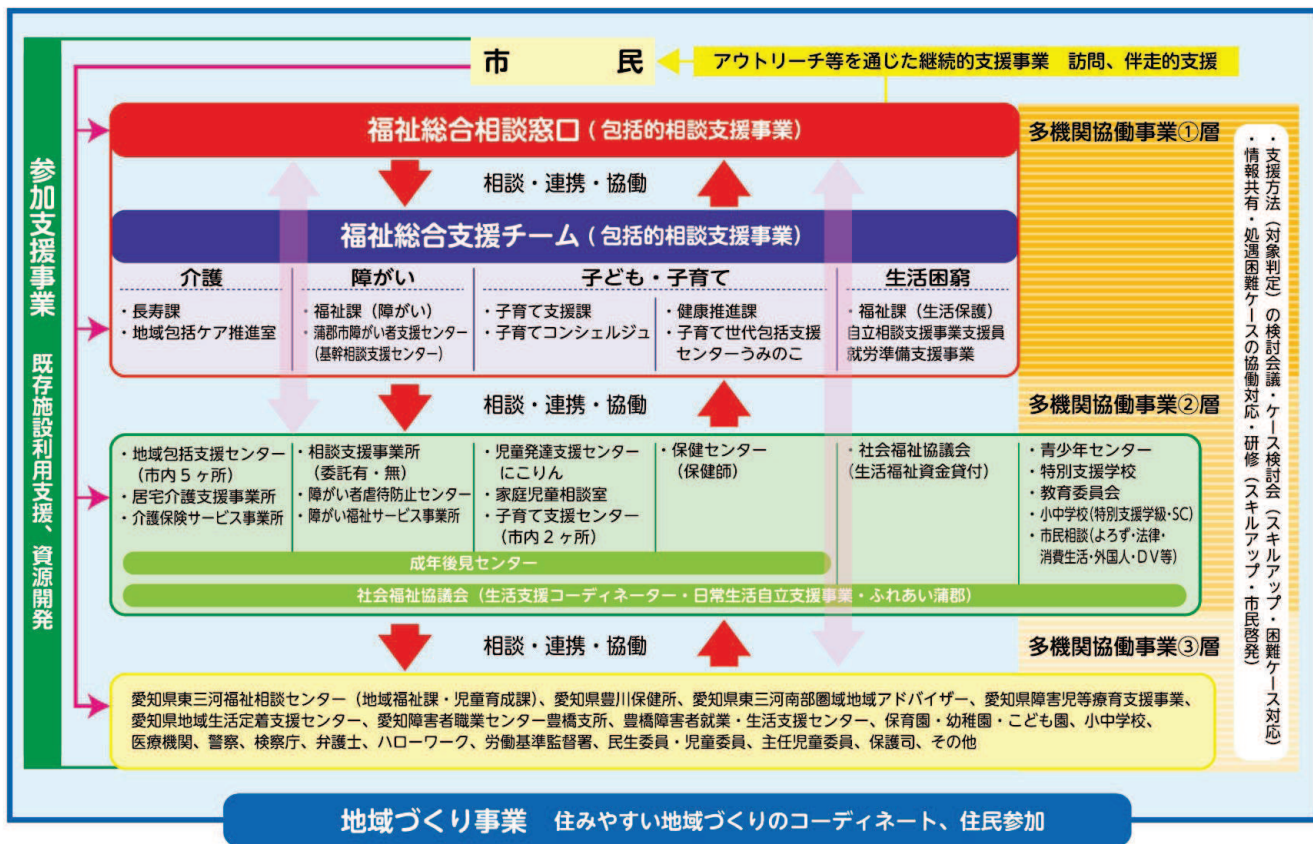 市　民
アウトリーチ等を通じた継続的支援事業　訪問、伴走的支援
参加支援事業　既存施設利用支援、資源開発
福祉総合相談窓口（包括的相談支援事業）
多機関協働事業①層
相談・連携・協働
福祉総合支援チーム（包括的相談支援事業）
介護
・長寿課
・地域包括ケア推進室
障がい
・福祉課（障がい）
・蒲郡市障がい者支援センター
（基幹相談支援センター）
子ども・子育て
・子育て支援課
・子育てコンシェルジュ
・健康推進課
・子育て世代包括支援
センターうみのこ
生活困窮
・福祉課（生活保護）
自立相談支援事業支援員
就労準備支援事業
相談・連携・協働
多機関協働事業②層
・地域包括支援センター
（市内５ヶ所）
・居宅介護支援事業所
・介護保険サービス事業所
・相談支援事業所
（委託有・無）
・障がい者虐待防止センター
・障がい福祉サービス事業所
・児童発達支援センター
にこりん
・家庭児童相談室
・子育て支援センター
（市内２ヶ所）
・保健センター
（保健師）
・社会福祉協議会
（生活福祉資金貸付）
・青少年センター
・特別支援学校
・教育委員会
・小中学校（特別支援学級・SC）
・市民相談（よろず・法律・
消費生活・外国人・ＤＶ等）
成年後見センター
社会福祉協議会（生活支援コーディネーター・日常生活自立支援事業・ふれあい蒲郡）
相談・連携・協働
多機関協働事業③層
愛知県東三河福祉相談センター（地域福祉課・児童育成課）、愛知県豊川保健所、愛知県東三河南部圏域地域アドバイザー、愛知県障害児等療育支援事業、
愛知県地域生活定着支援センター、愛知障害者職業センター豊橋支所、豊橋障害者就業・生活支援センター、保育園・幼稚園・こども園、小中学校、
医療機関、警察、検察庁、弁護士、ハローワーク、労働基準監督署、民生委員・児童委員、主任児童委員、保護司、その他
・支援方法（対象判定）の検討会議・ケース検討会（スキルアップ・困難ケース対応）
・情報共有・処遇困難ケースの協働対応・研修（スキルアップ・市民啓発）
地域づくり事業　住みやすい地域づくりのコーディネート、住民参加